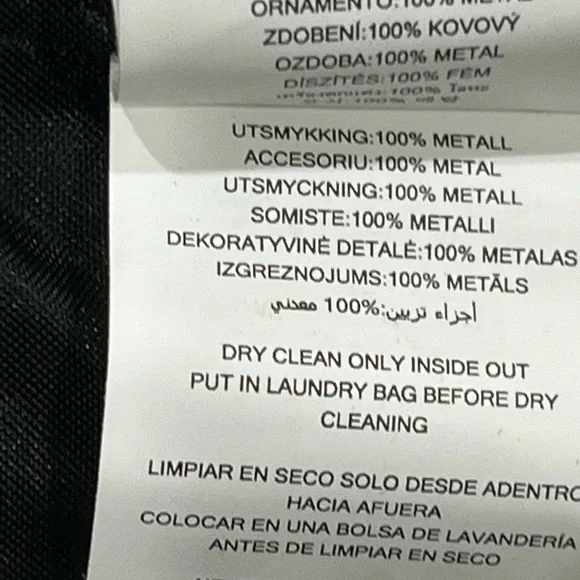 ORNAMENTO:100% METAL
ZDOBENÍ:100% KOVOVÝ
OZDOBA:100% METAL
DÍSZÍTÉS:100% FÉM
UTSMYKKING:100% METALL
ACCESORIU:100% METAL
UTSMYCKNING:100% METALL
SOMISTE:100% METALLI
DEKORATYVINĖ DETALĖ:100% METALAS
IZGREZNOJUMS:100% METĀLS
أجزاء تزيين:%100 معدني
DRY CLEAN ONLY INSIDE OUT
PUT IN LAUNDRY BAG BEFORE DRY
CLEANING
LIMPIAR EN SECO SOLO DESDE ADENTRO
HACIA AFUERA
COLOCAR EN UNA BOLSA DE LAVANDERÍA
ANTES DE LIMPIAR EN SECO